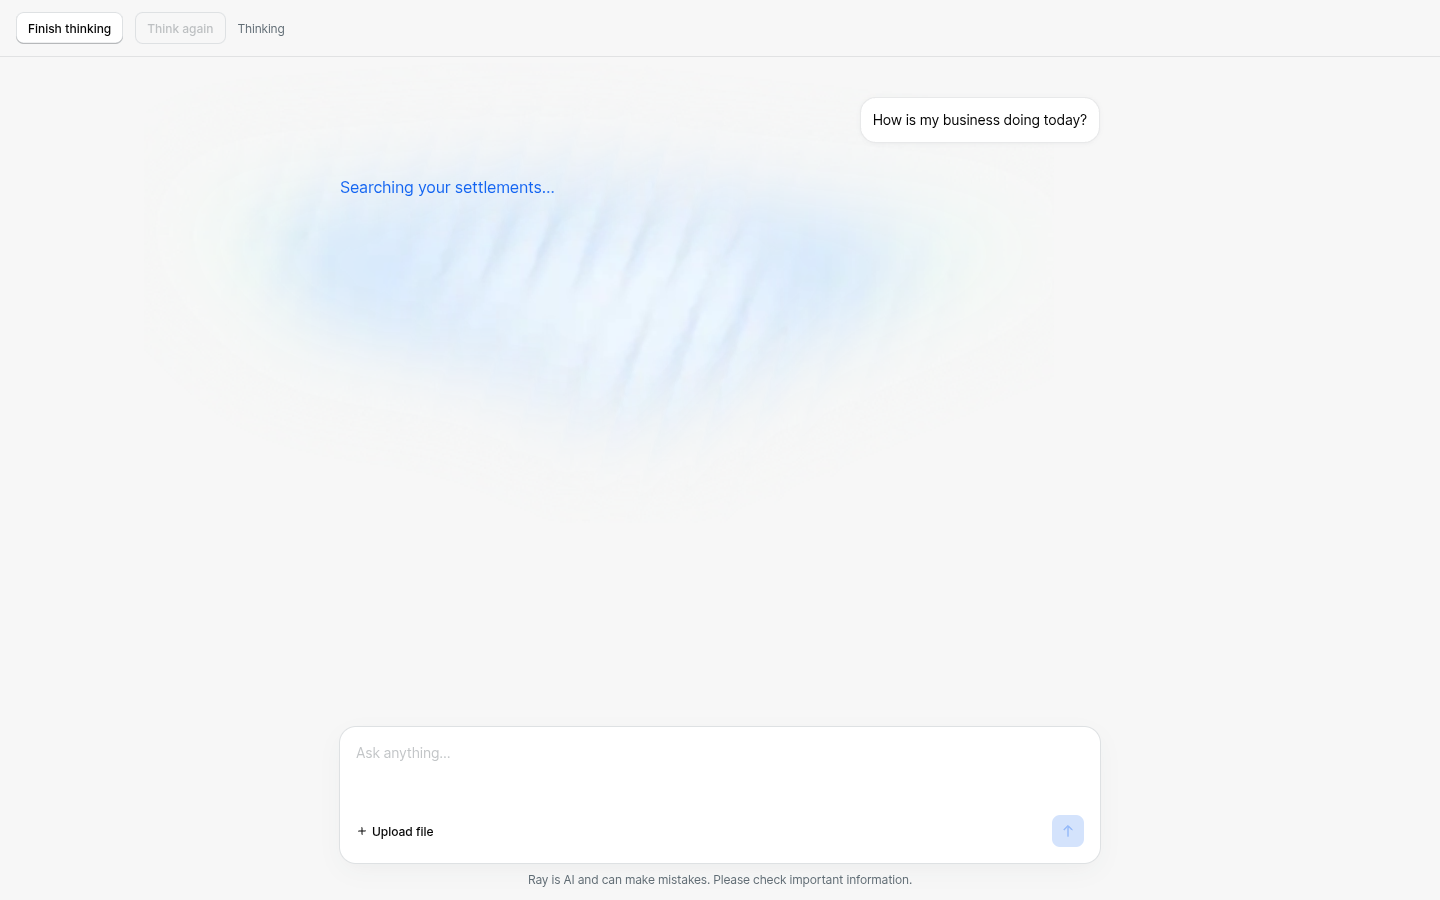 Finish thinking
Think again
Thinking
How is my business doing today?
Searching your settlements...
Ask anything...
+ Upload file
Ray is AI and can make mistakes. Please check important information.